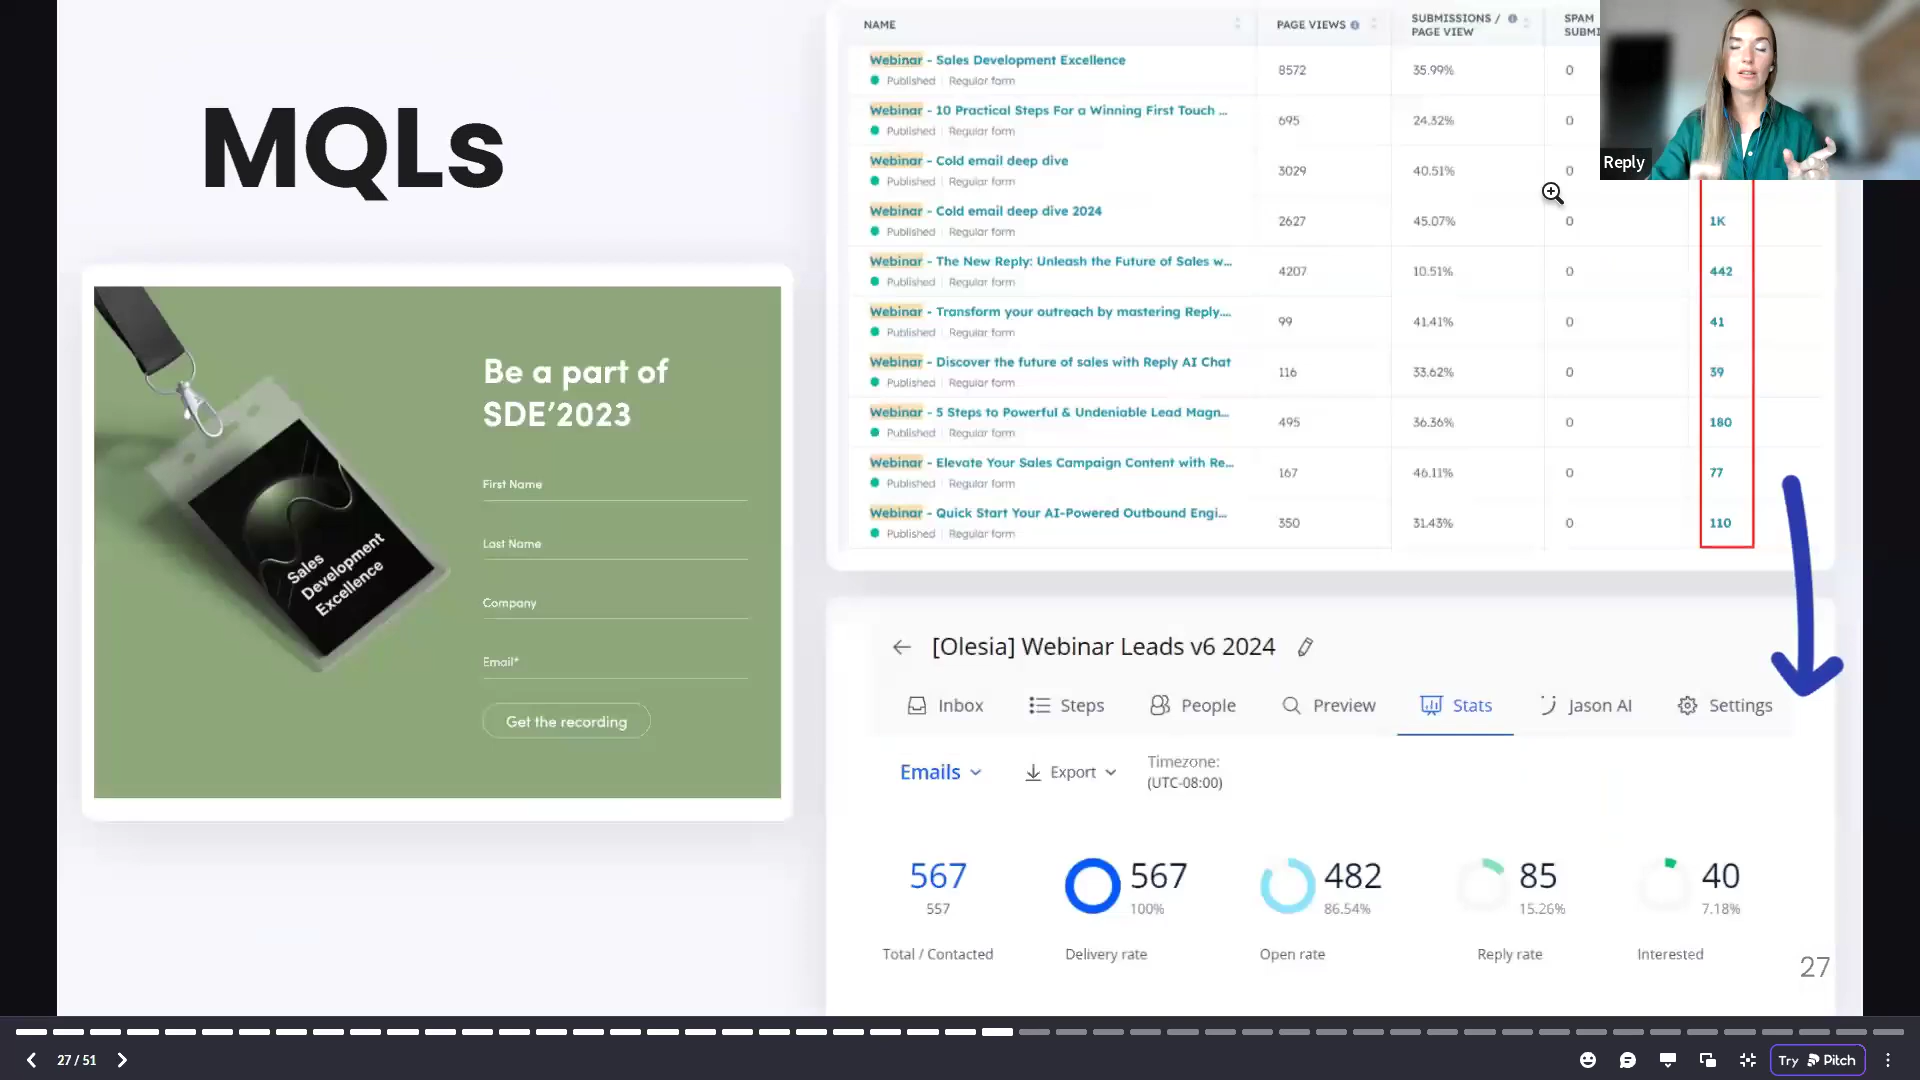 MQLs
Be a part of
SDE’2023
First Name
Last Name
Company
Email*
Get the recording
Sales
Development
Excellence
NAME
PAGE VIEWS
SUBMISSIONS /
PAGE VIEW
SPAM
SUBMI
Webinar - Sales Development Excellence
Published | Regular form
8572
35.99%
0
Webinar - 10 Practical Steps For a Winning First Touch ...
Published | Regular form
695
24.32%
0
Webinar - Cold email deep dive
Published | Regular form
3029
40.51%
0
Webinar - Cold email deep dive 2024
Published | Regular form
2627
45.07%
0
1K
Webinar - The New Reply: Unleash the Future of Sales w...
Published | Regular form
4207
10.51%
0
442
Webinar - Transform your outreach by mastering Reply....
Published | Regular form
99
41.41%
0
41
Webinar - Discover the future of sales with Reply AI Chat
Published | Regular form
116
33.62%
0
39
Webinar - 5 Steps to Powerful & Undeniable Lead Magn...
Published | Regular form
495
36.36%
0
180
Webinar - Elevate Your Sales Campaign Content with Re...
Published | Regular form
167
46.11%
0
77
Webinar - Quick Start Your AI-Powered Outbound Engi...
Published | Regular form
350
31.43%
0
110
Reply
[Olesia] Webinar Leads v6 2024
Inbox
Steps
People
Preview
Stats
Jason AI
Settings
Emails
Export
Timezone:
(UTC-08:00)
567
557
Total / Contacted
567
100%
Delivery rate
482
86.54%
Open rate
85
15.26%
Reply rate
40
7.18%
Interested
27
27 / 51
Try Pitch